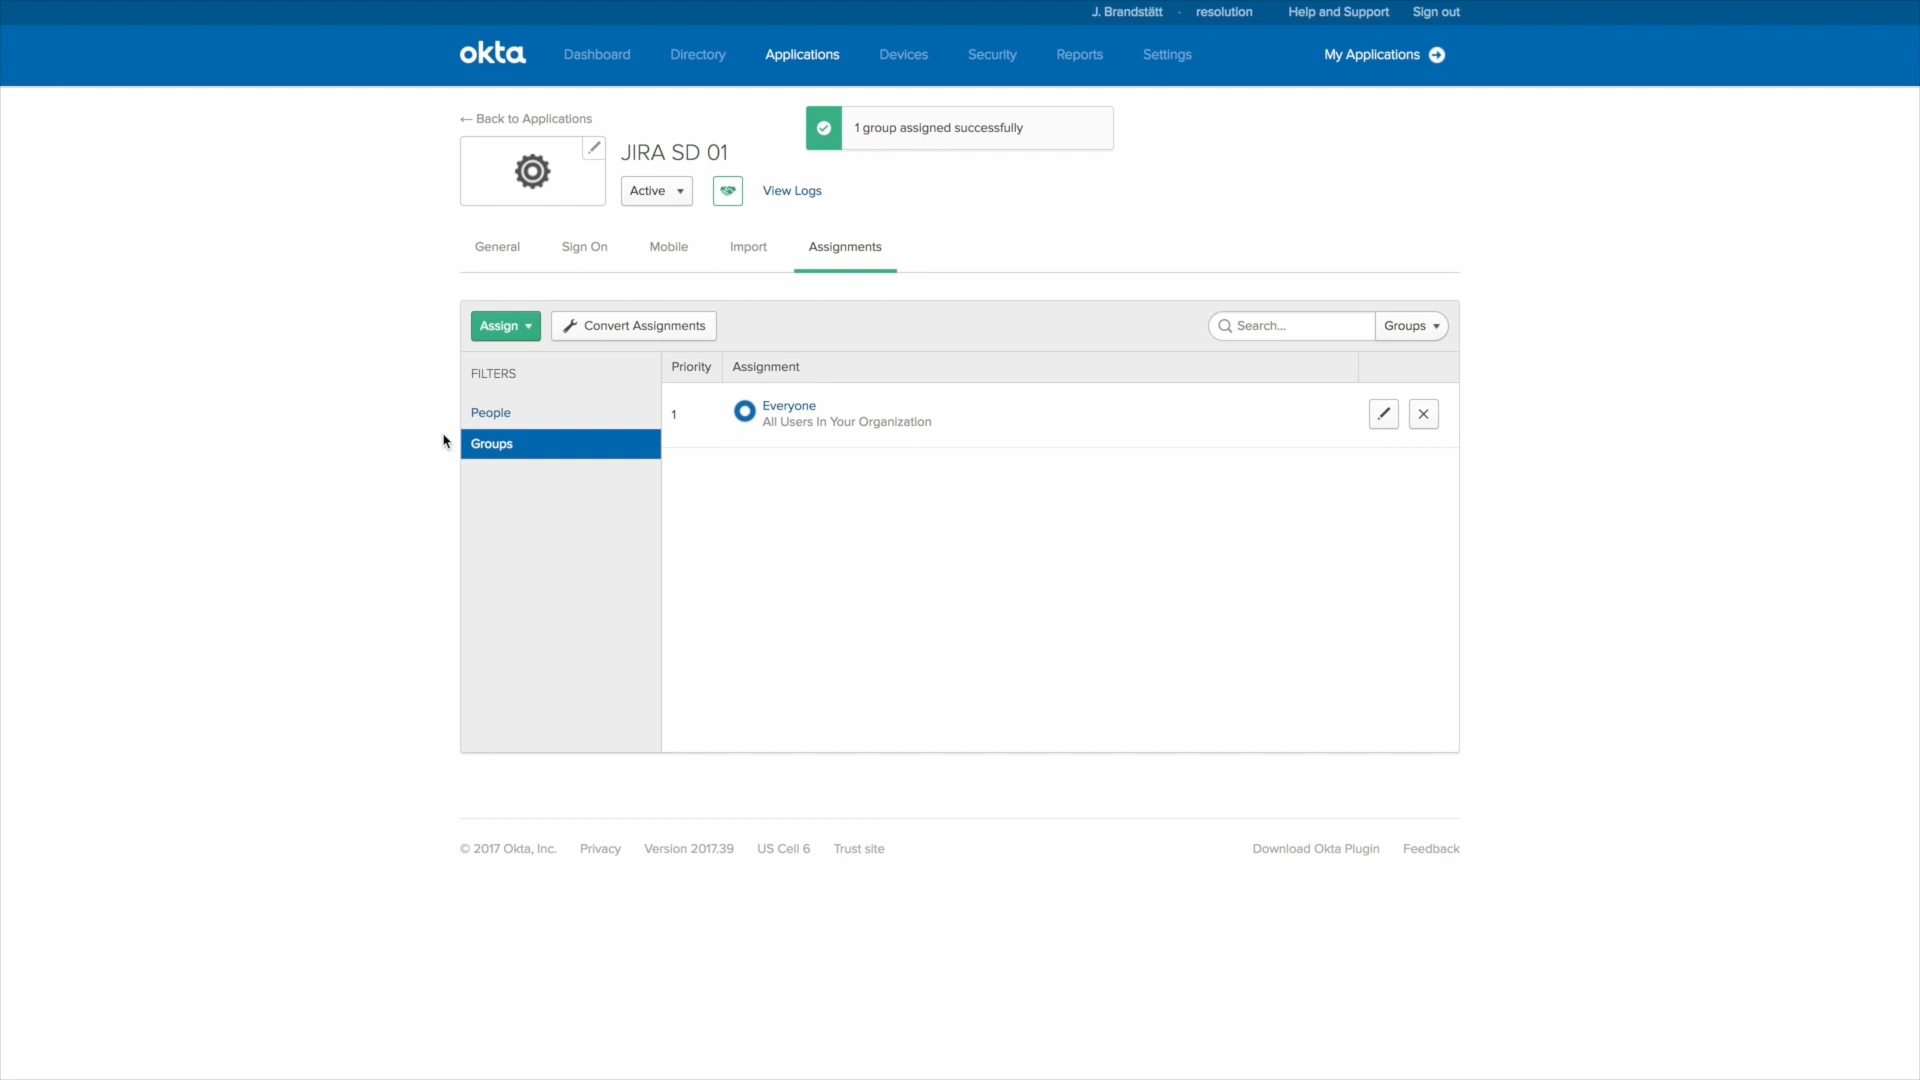 J. Brandstätt · resolution Help and Support Sign out
okta Dashboard Directory Applications Devices Security Reports Settings My Applications
← Back to Applications
1 group assigned successfully
JIRA SD 01
Active View Logs
General Sign On Mobile Import Assignments
Assign Convert Assignments Search... Groups
FILTERS
People
Groups
Priority Assignment
1 Everyone
All Users In Your Organization
© 2017 Okta, Inc. Privacy Version 2017.39 US Cell 6 Trust site Download Okta Plugin Feedback